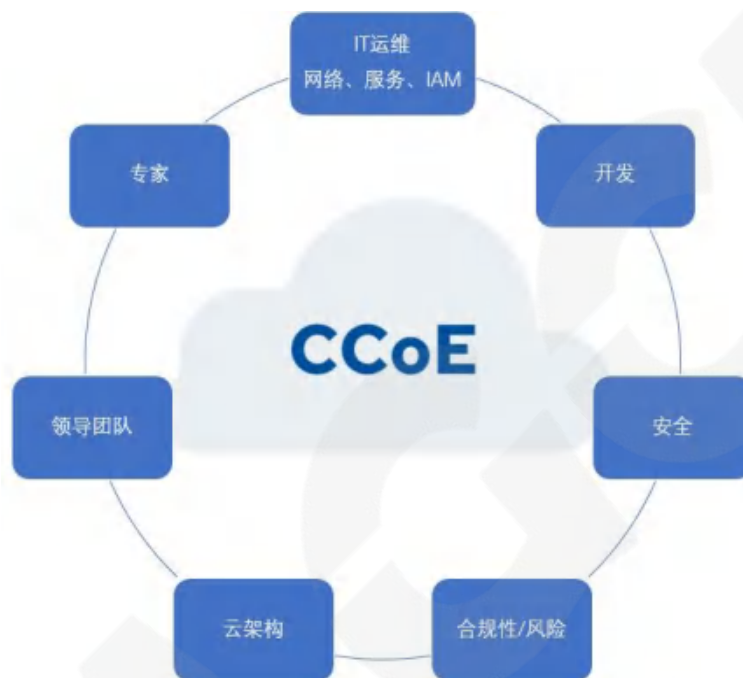 IT运维
网络、服务、IAM
专家
开发
CCoE
领导团队
安全
云架构
合规性/风险